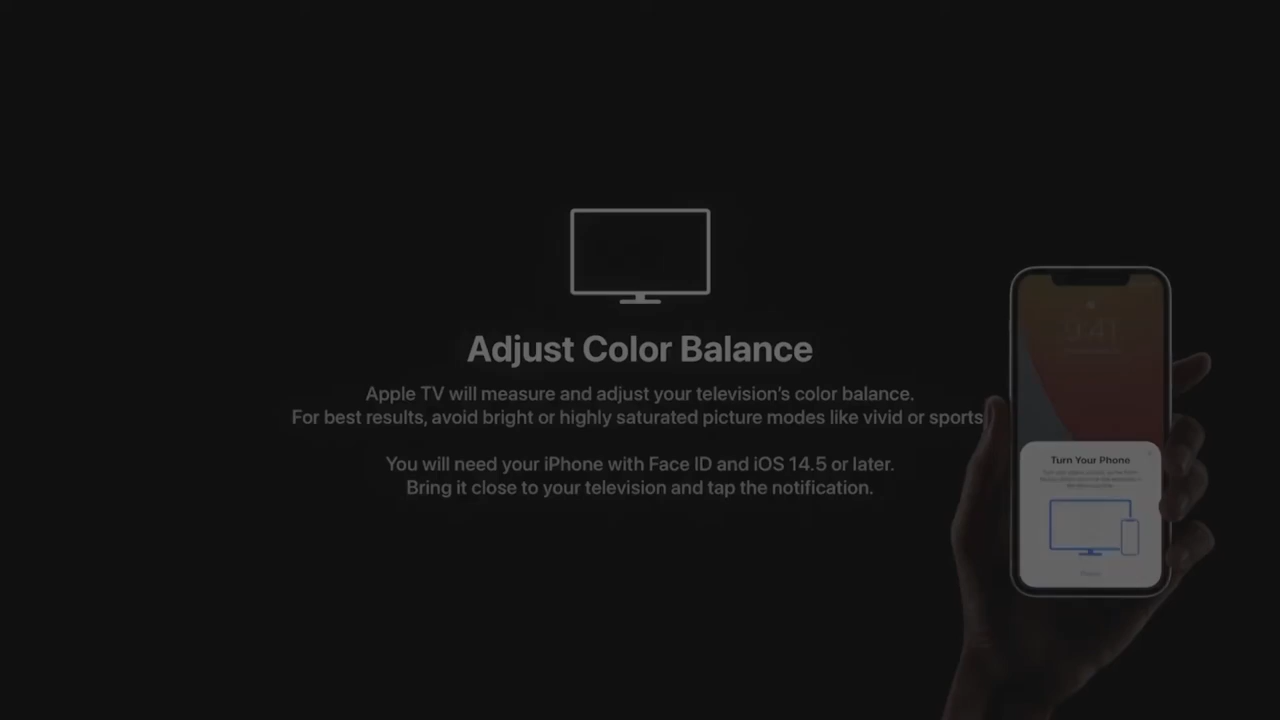 Adjust Color Balance
Apple TV will measure and adjust your television's color balance.
For best results, avoid bright or highly saturated picture modes like vivid or sports
You will need your iPhone with Face ID and iOS 14.5 or later.
Bring it close to your television and tap the notification.
9:41
Turn Your Phone